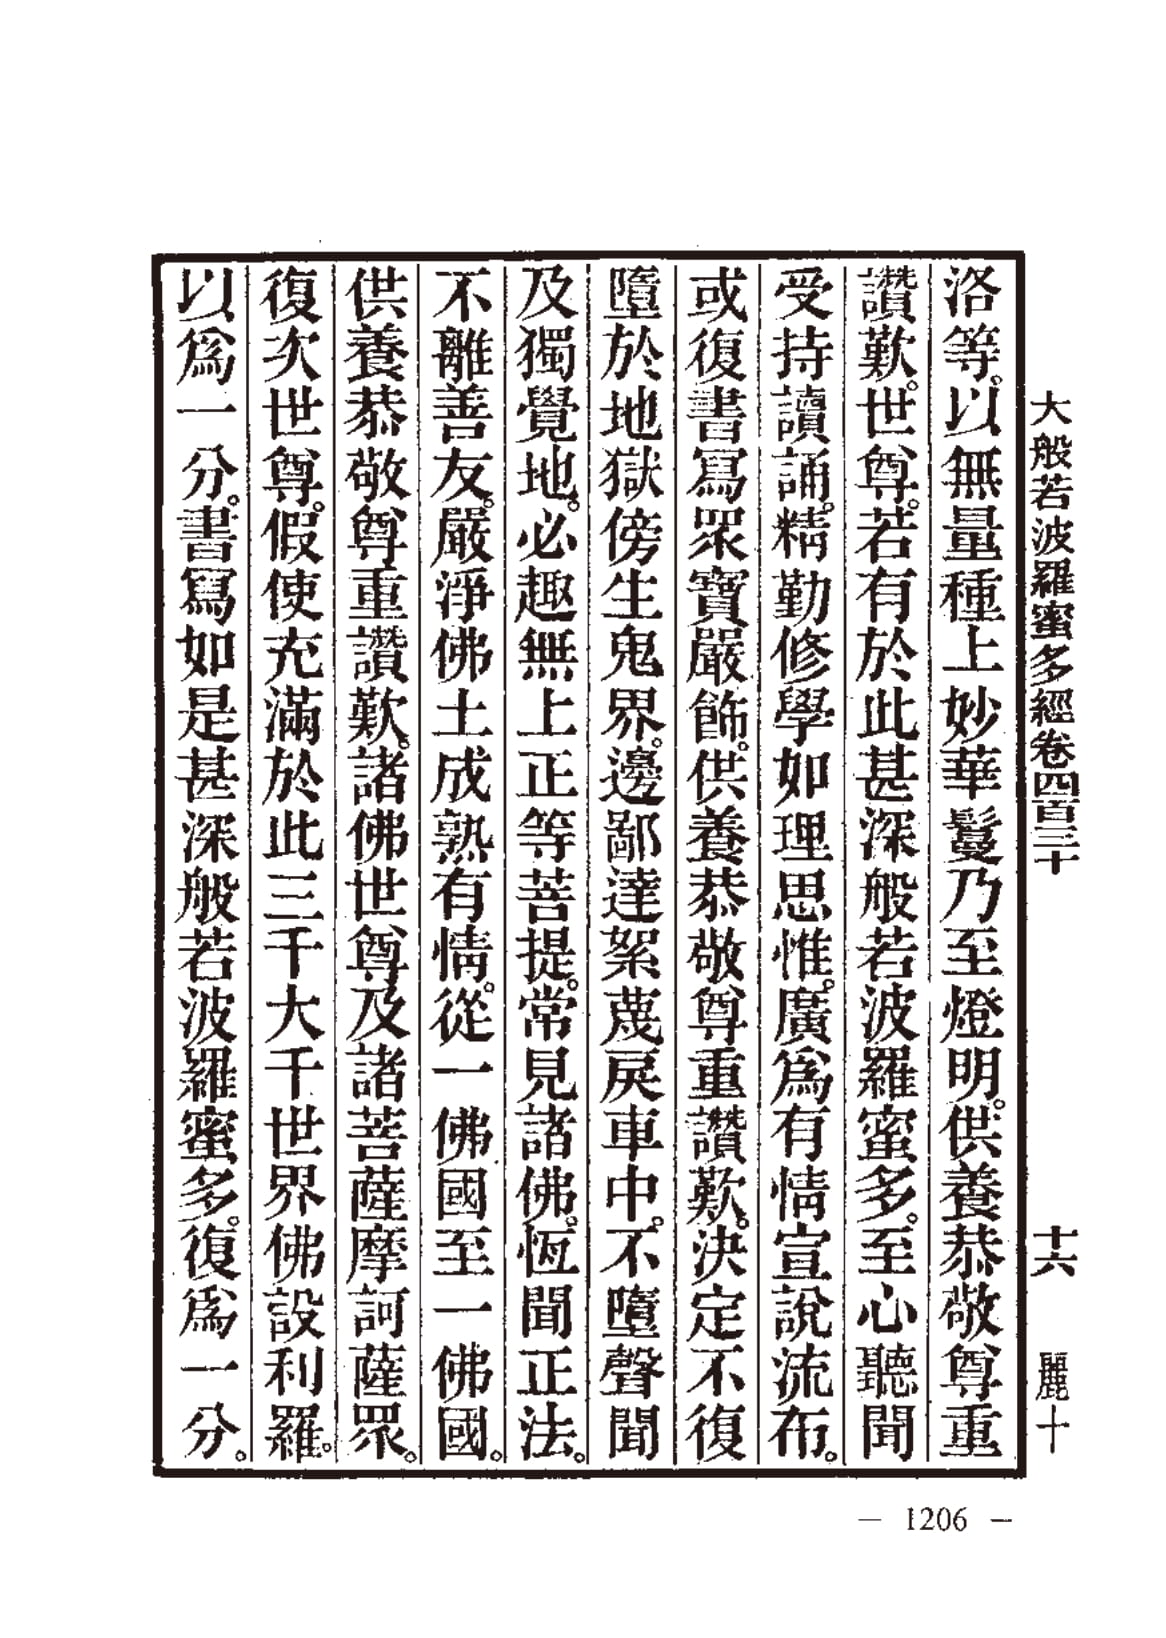 大般若波羅蜜多經卷四百三十 十六 麗十
洛等。以無量種上妙華鬘乃至燈明。供養恭敬尊重
讚歎。世尊。若有於此甚深般若波羅蜜多。至心聽聞
受持讀誦。精勤修學如理思惟。廣爲有情宣說流布。
或復書寫眾寶嚴飾。供養恭敬尊重讚歎。決定不復
墮於地獄傍生鬼界。邊鄙達絮蔑戾車中。不墮聲聞
及獨覺地。必趣無上正等菩提。常見諸佛。恆聞正法。
不離善友。嚴淨佛土成熟有情。從一佛國至一佛國。
供養恭敬尊重讚歎。諸佛世尊及諸菩薩摩訶薩眾。
復次世尊。假使充滿於此三千大千世界佛設利羅。
以爲一分。書寫如是甚深般若波羅蜜多。復爲一分。
— 1206 —